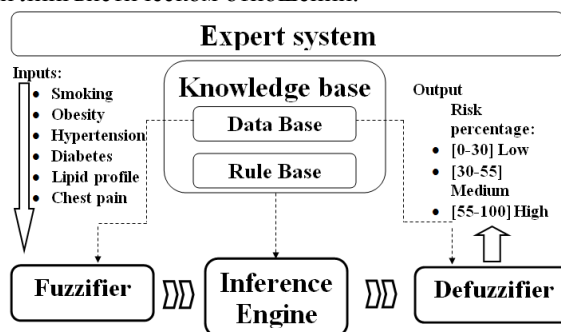 Expert system
Inputs:
• Smoking
• Obesity
• Hypertension
• Diabetes
• Lipid profile
• Chest pain
Knowledge base
Data Base
Rule Base
Output
Risk
percentage:
• [0-30] Low
• [30-55]
Medium
• [55-100] High
Fuzzifier
Inference
Engine
Defuzzifier